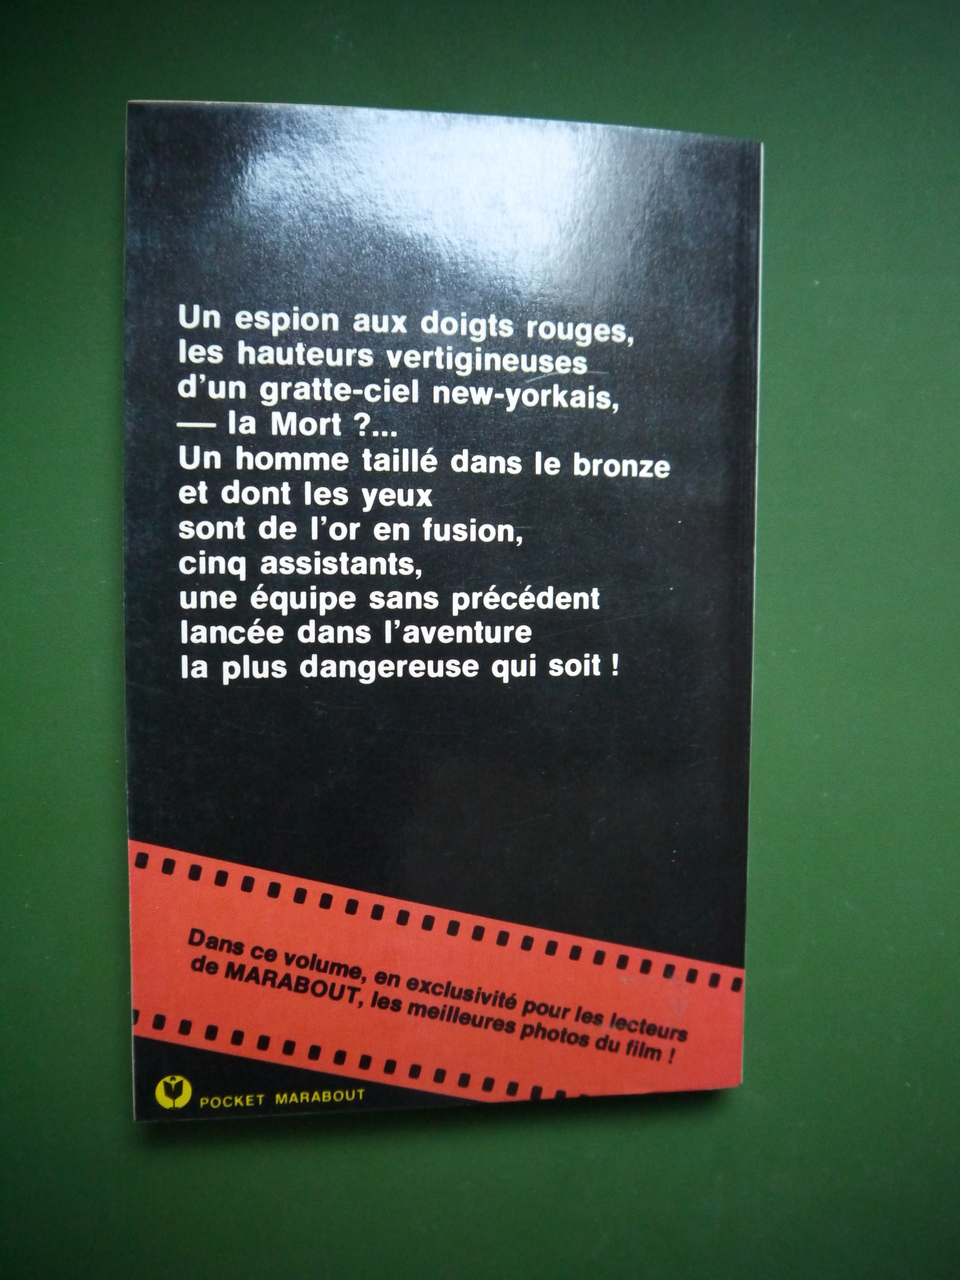 Un espion aux doigts rouges,
les hauteurs vertigineuses
d'un gratte-ciel new-yorkais,
— la Mort ?...
Un homme taillé dans le bronze
et dont les yeux
sont de l'or en fusion,
cinq assistants,
une équipe sans précédent
lancée dans l'aventure
la plus dangereuse qui soit !
Dans ce volume, en exclusivité pour les lecteurs
de MARABOUT, les meilleures photos du film !
POCKET MARABOUT